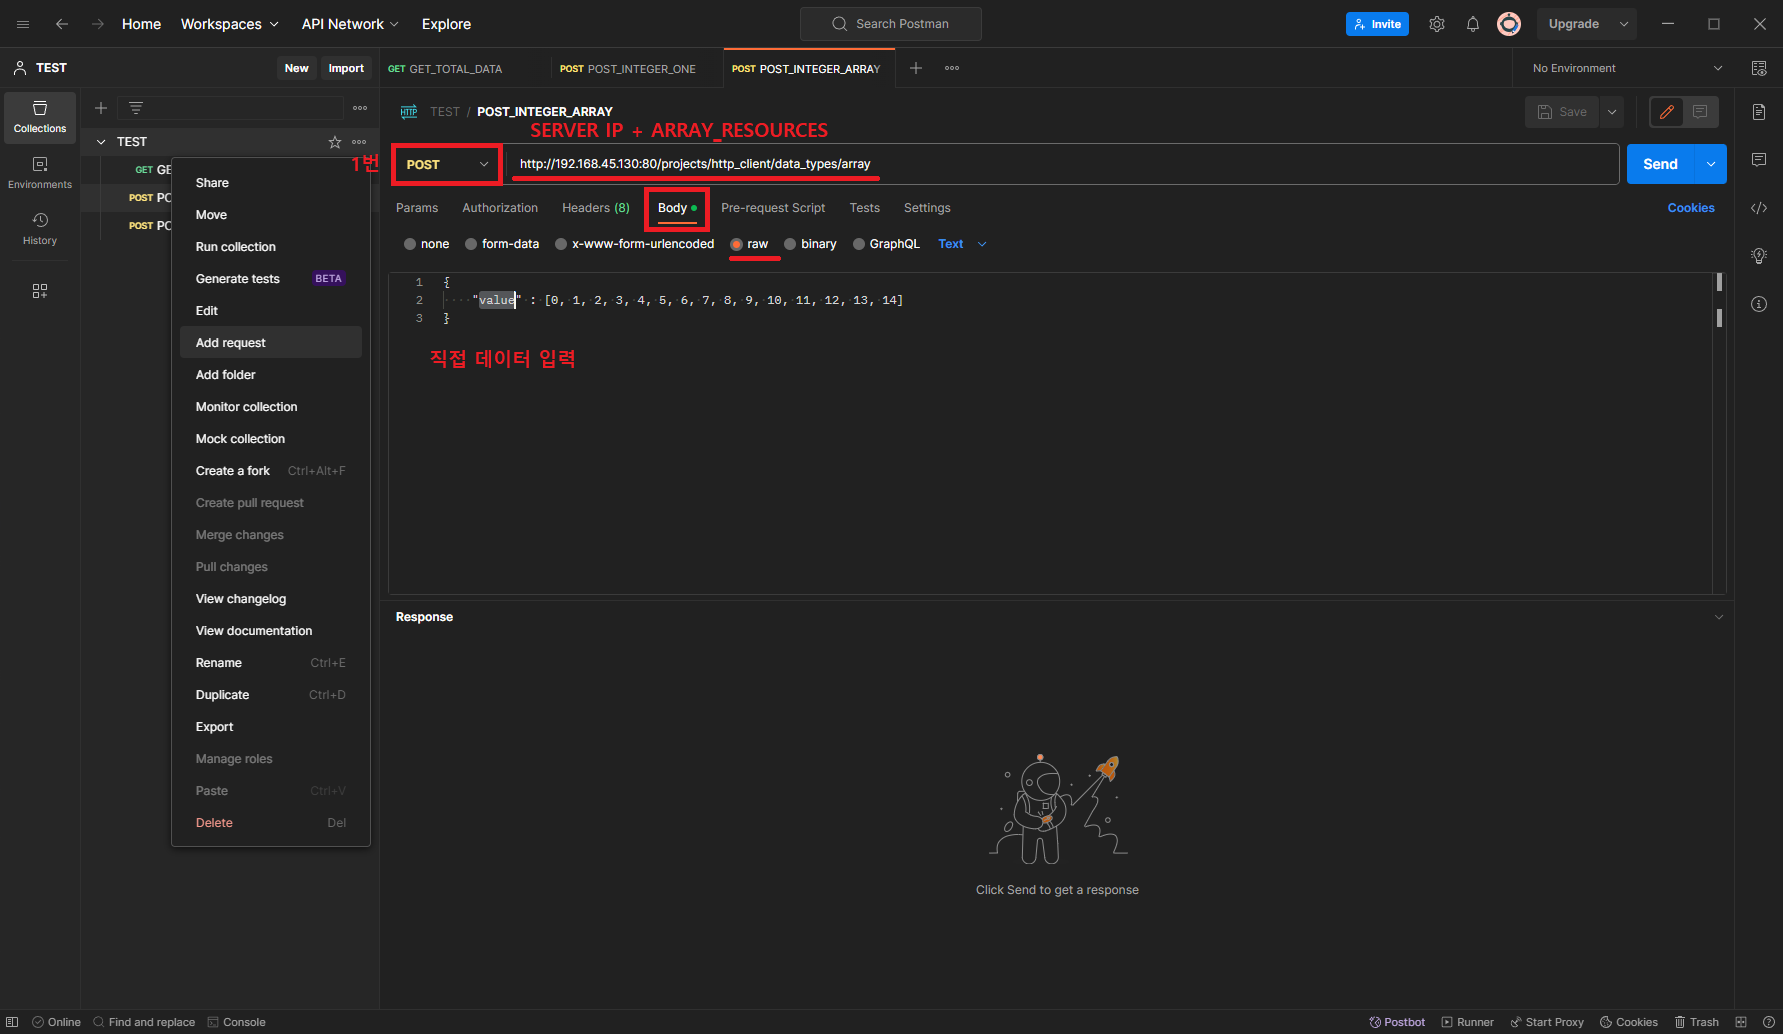 Home Workspaces API Network Explore Search Postman Invite Upgrade
TEST New Import GET GET_TOTAL_DATA POST POST_INTEGER_ONE POST POST_INTEGER_ARRAY No Environment
Collections
Environments
History
TEST
GET GE
POST PO
POST PO
1번
Share
Move
Run collection
Generate tests BETA
Edit
Add request
Add folder
Monitor collection
Mock collection
Create a fork Ctrl+Alt+F
Create pull request
Merge changes
Pull changes
View changelog
View documentation
Rename Ctrl+E
Duplicate Ctrl+D
Export
Manage roles
Paste Ctrl+V
Delete Del
HTTP TEST / POST_INTEGER_ARRAY Save
SERVER IP + ARRAY_RESOURCES
POST http://192.168.45.130:80/projects/http_client/data_types/array Send
Params Authorization Headers (8) Body Pre-request Script Tests Settings Cookies
none form-data x-www-form-urlencoded raw binary GraphQL Text
1 {
2 "value" : [0, 1, 2, 3, 4, 5, 6, 7, 8, 9, 10, 11, 12, 13, 14]
3 }
직접 데이터 입력
Response
Click Send to get a response
Online Find and replace Console Postbot Runner Start Proxy Cookies Trash